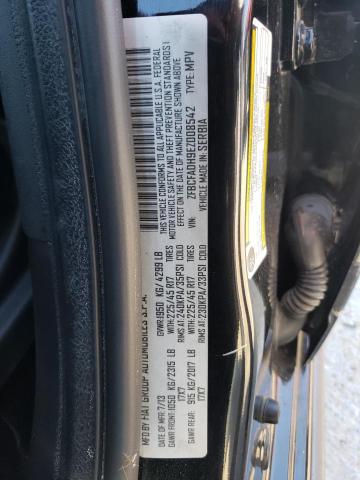 MFD BY FIAT GROUP AUTOMOBILES S.P.A.
DATE OF MFR: 7/13 GVWR: 1950 KG/4299 LB
GAWR FRONT: 1050 KG/2315 LB WITH: 225/45 R17 TIRES
17X7 RIMS AT: 240KPA/35PSI COLD
GAWR REAR: 915 KG/2017 LB WITH: 225/45 R17 TIRES
17X7 RIMS AT: 230KPA/33PSI COLD
THIS VEHICLE CONFORMS TO ALL APPLICABLE U.S.A. FEDERAL
MOTOR VEHICLE SAFETY AND BUMPER AND THEFT PREVENTION STANDARDS IN
EFFECT ON THE DATE OF MANUFACTURE SHOWN ABOVE.
VIN: ZFBCFADH9EZ008542 TYPE: MPV
VEHICLE MADE IN: SERBIA